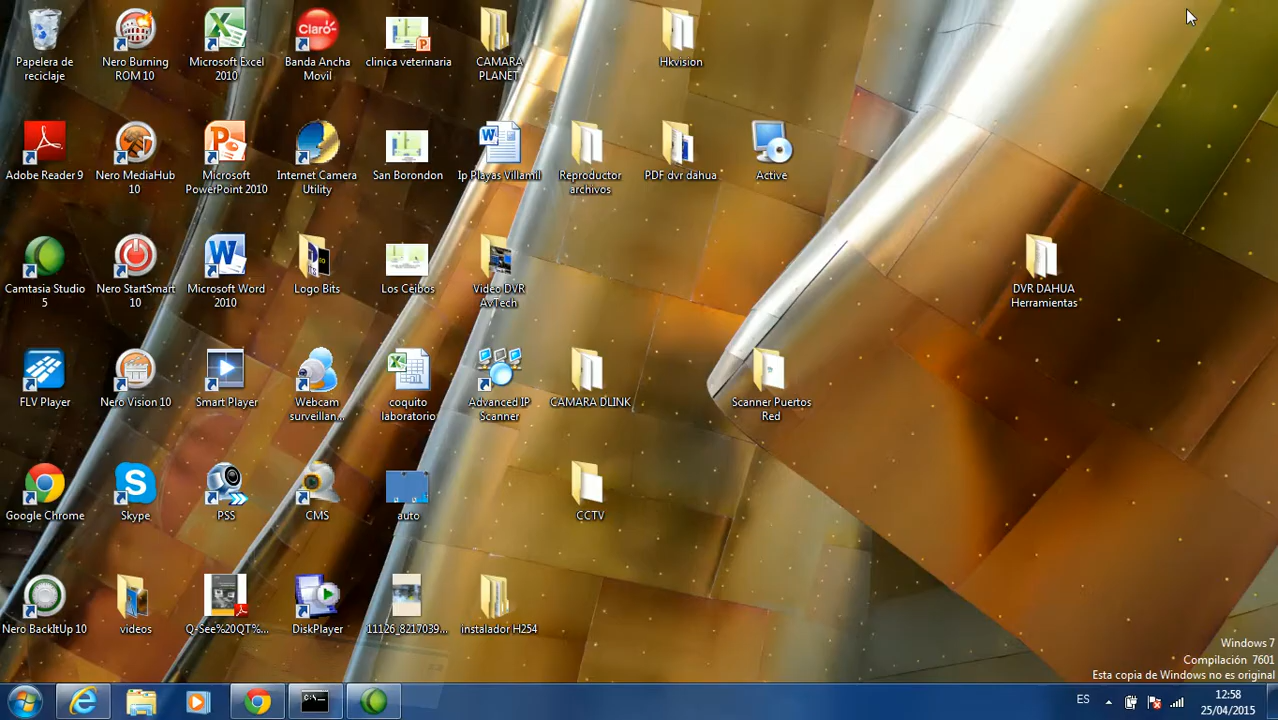 Papelera de
reciclaje
Nero Burning
ROM 10
Microsoft Excel
2010
Claro
Banda Ancha
Movil
clinica veterinaria
CAMARA
PLANET
Hkvision
Adobe Reader 9
Nero MediaHub
10
Microsoft
PowerPoint 2010
Internet Camera
Utility
San Borondon
Ip Playas Villamil
Reproductor
archivos
PDF dvr dahua
Active
Camtasia Studio
5
Nero StartSmart
10
Microsoft Word
2010
Logo Bits
Los Ceibos
Video DVR
AvTech
DVR DAHUA
Herramientas
FLV Player
Nero Vision 10
Smart Player
Webcam
surveillan...
coquito
laboratorio
Advanced IP
Scanner
CAMARA DLINK
Scanner Puertos
Red
Google Chrome
Skype
PSS
CMS
auto
CCTV
Nero BackItUp 10
videos
Q-See%20QT%...
DiskPlayer
11126_8217039...
instalador H254
Windows 7
Compilación 7601
Esta copia de Windows no es original
ES
12:58
25/04/2015